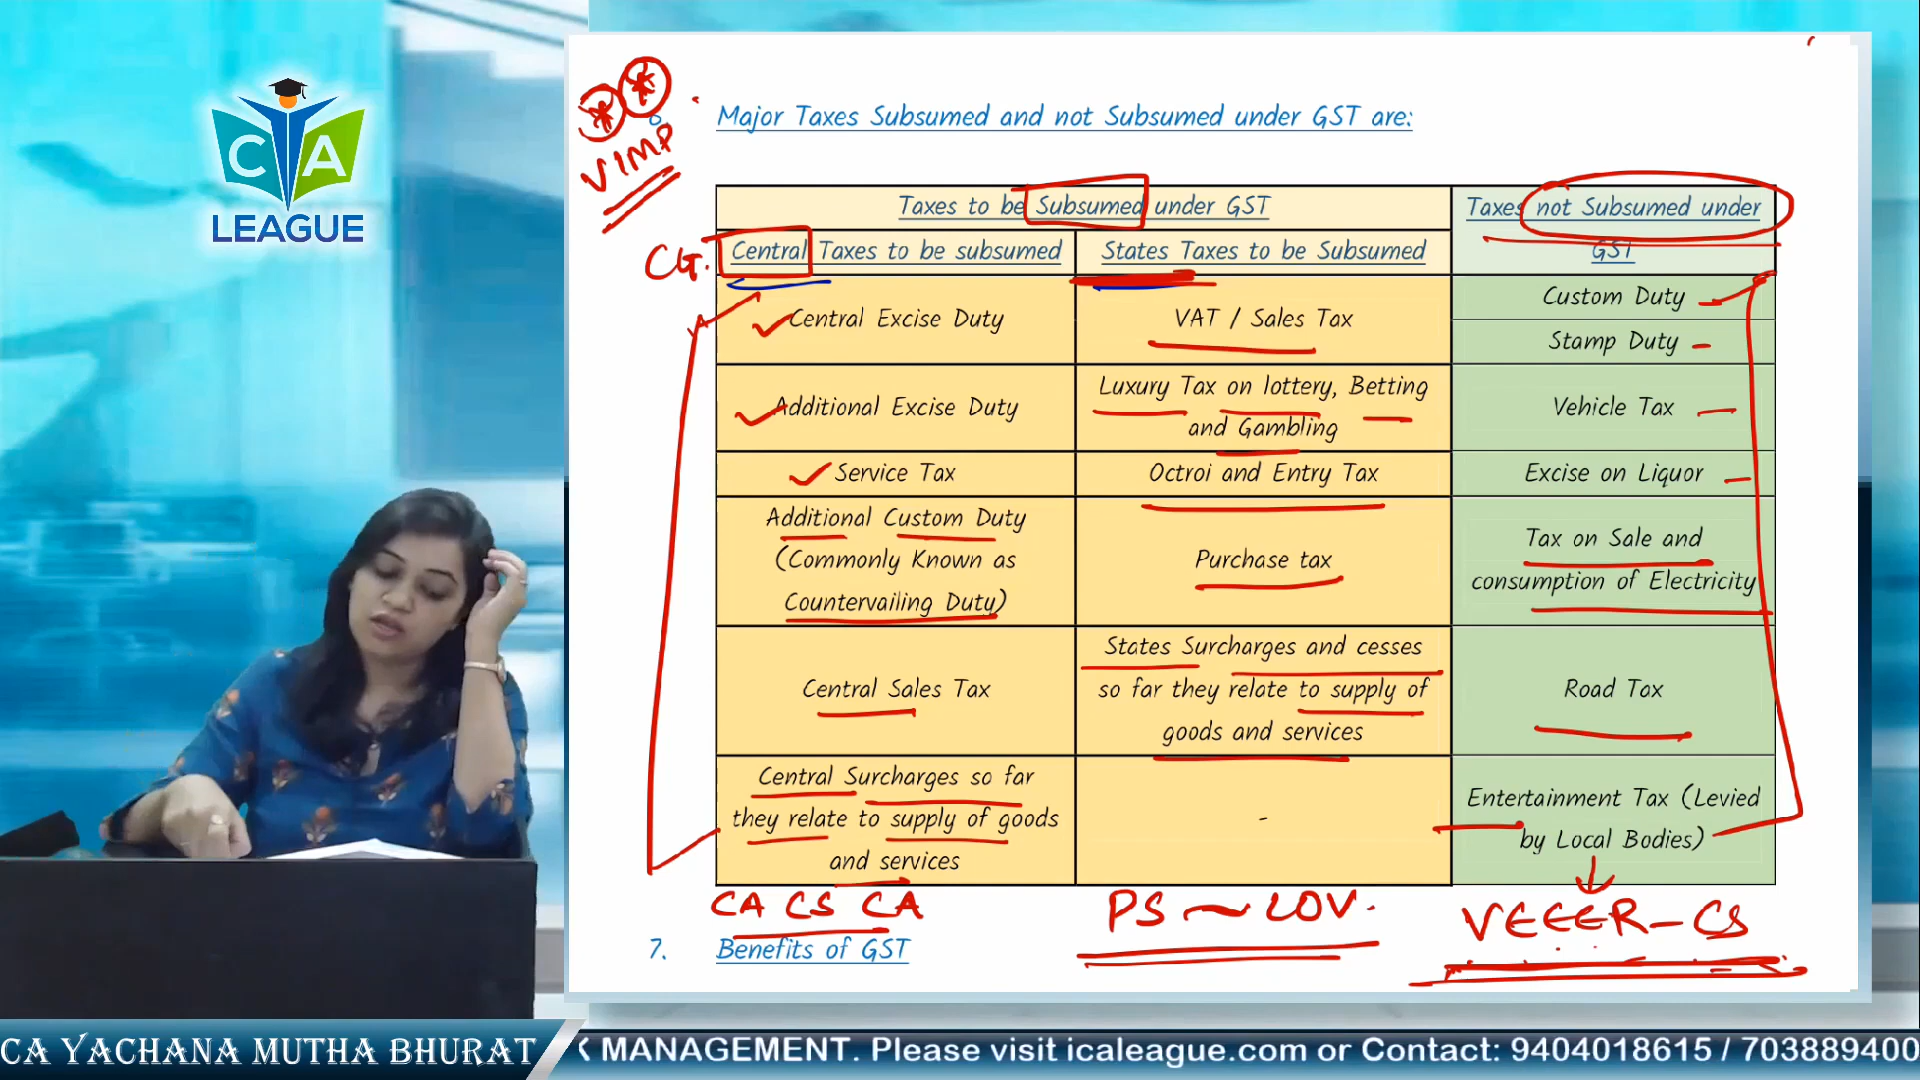 CA
LEAGUE
VIMP
6.
Major Taxes Subsumed and not Subsumed under GST are:
Taxes to be Subsumed under GST
Taxes not Subsumed under
GST
CG.
Central Taxes to be subsumed
States Taxes to be Subsumed
Central Excise Duty
VAT / Sales Tax
Custom Duty
Stamp Duty
Additional Excise Duty
Luxury Tax on lottery, Betting
and Gambling
Vehicle Tax
Service Tax
Octroi and Entry Tax
Excise on Liquor
Additional Custom Duty
(Commonly Known as
Countervailing Duty)
Purchase tax
Tax on Sale and
consumption of Electricity
Central Sales Tax
States Surcharges and cesses
so far they relate to supply of
goods and services
Road Tax
Central Surcharges so far
they relate to supply of goods
and services
-
Entertainment Tax (Levied
by Local Bodies)
CA CS CA
PS ~ LOV.
VEEER-CS
7. Benefits of GST
CA YACHANA MUTHA BHURAT
K MANAGEMENT. Please visit icaleague.com or Contact: 9404018615 / 703889400